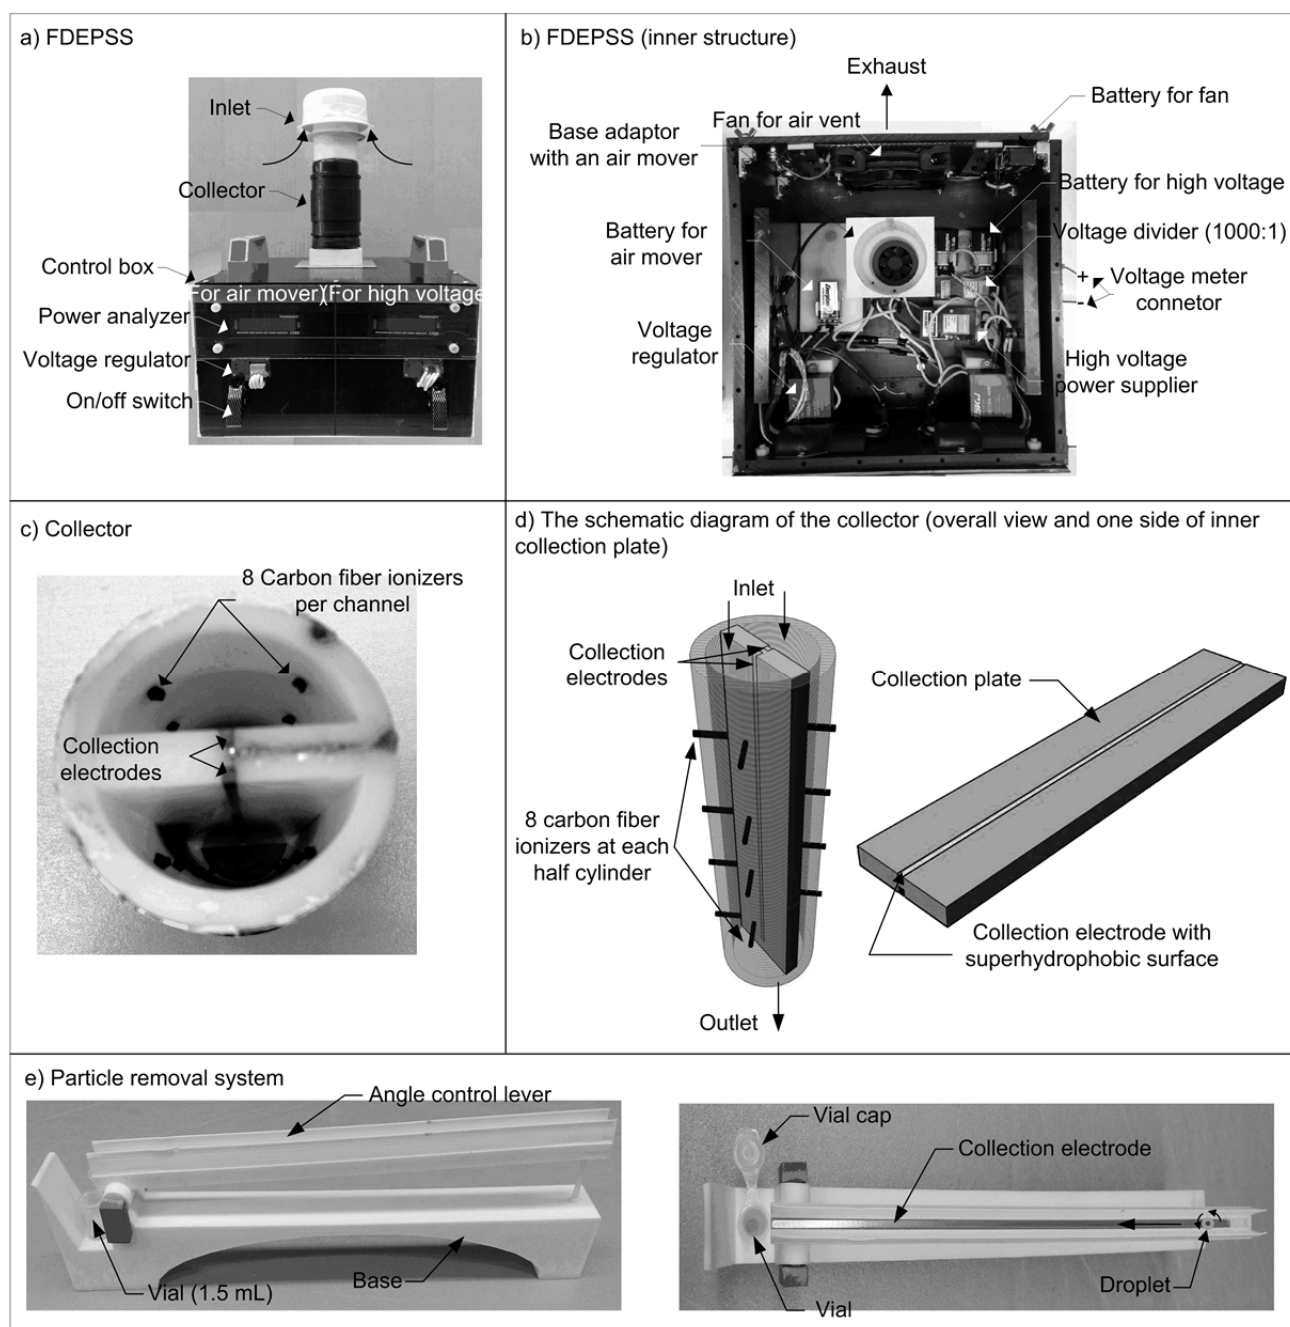 a) FDEPSS
Inlet
Collector
Control box
For air mover)
(For high voltage
Power analyzer
Voltage regulator
On/off switch
b) FDEPSS (inner structure)
Exhaust
Battery for fan
Fan for air vent
Base adaptor
with an air mover
Battery for high voltage
Battery for
air mover
Voltage divider (1000:1)
+
-
Voltage meter
connetor
Voltage
regulator
High voltage
power supplier
c) Collector
8 Carbon fiber ionizers
per channel
Collection
electrodes
d) The schematic diagram of the collector (overall view and one side of inner
collection plate)
Inlet
Collection
electrodes
Collection plate
8 carbon fiber
ionizers at each
half cylinder
Collection electrode with
superhydrophobic surface
Outlet
e) Particle removal system
Angle control lever
Base
Vial (1.5 mL)
Vial cap
Collection electrode
Droplet
Vial